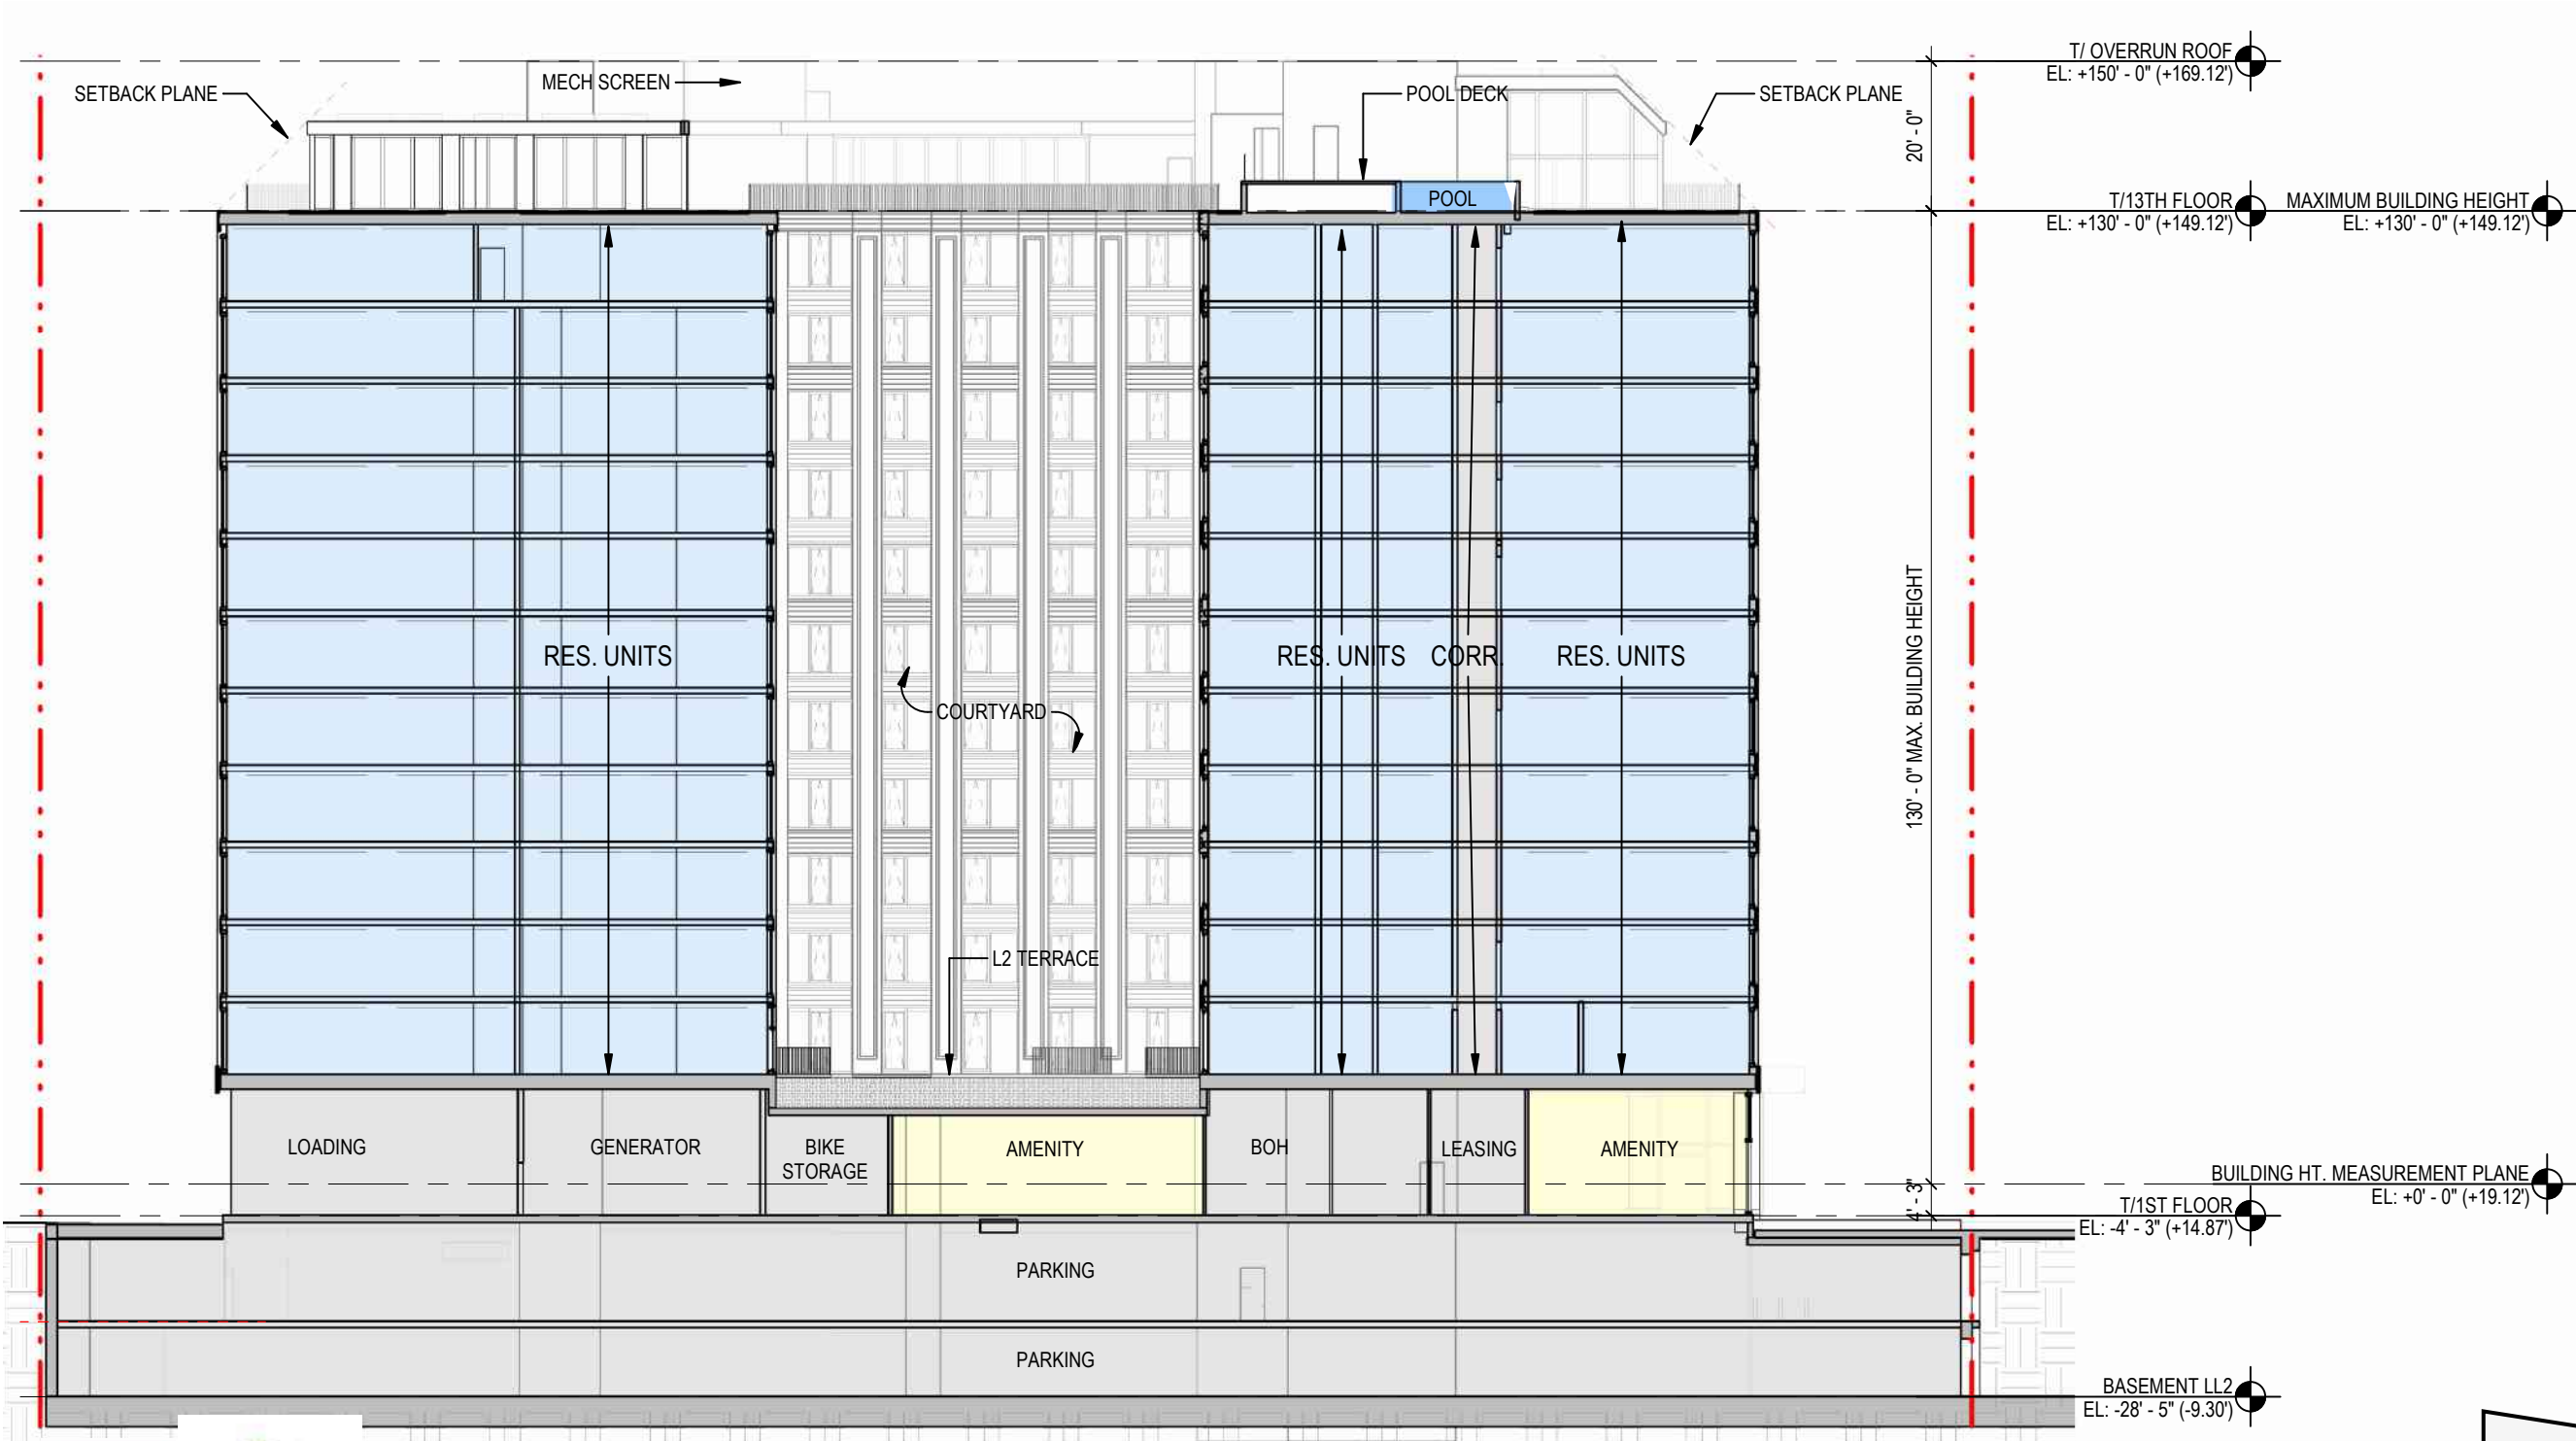 T/ OVERRUN ROOF
EL: +150' - 0" (+169.12')
MECH SCREEN
SETBACK PLANE
POOL DECK
SETBACK PLANE
20' - 0"
POOL
T/13TH FLOOR
EL: +130' - 0" (+149.12')
MAXIMUM BUILDING HEIGHT
EL: +130' - 0" (+149.12')
RES. UNITS
RES. UNITS
CORR.
RES. UNITS
COURTYARD
130' - 0" MAX. BUILDING HEIGHT
L2 TERRACE
LOADING
GENERATOR
BIKE
STORAGE
AMENITY
BOH
LEASING
AMENITY
BUILDING HT. MEASUREMENT PLANE
EL: +0' - 0" (+19.12')
4' - 3"
T/1ST FLOOR
EL: -4' - 3" (+14.87')
PARKING
PARKING
BASEMENT LL2
EL: -28' - 5" (-9.30')